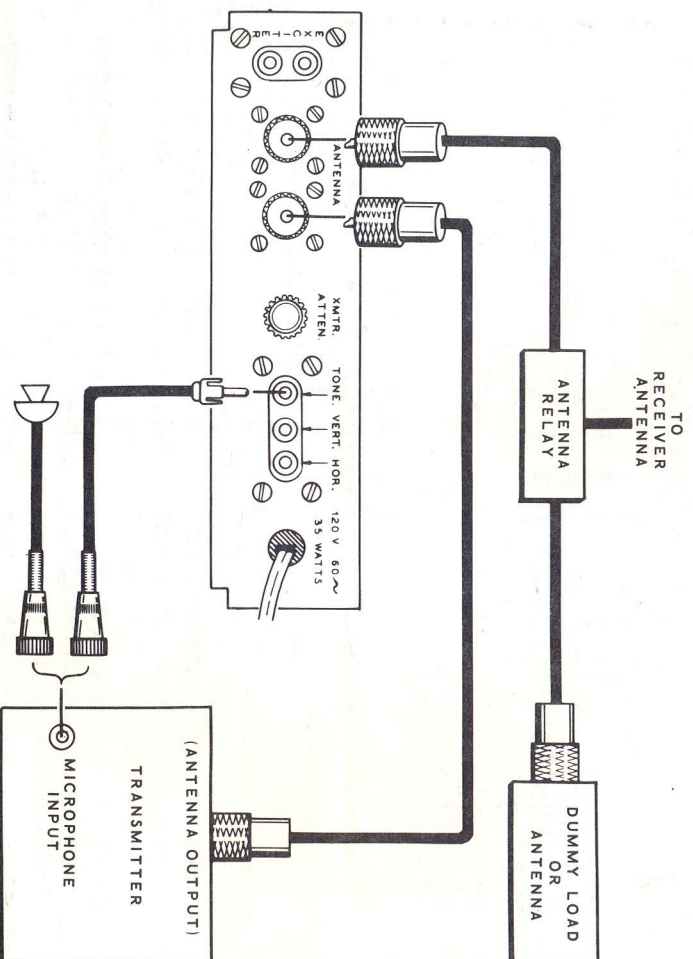 EXCITER
ANTENNA
XMTR.
ATTEN.
TONE. VERT. HOR.
120 V 60 ~
35 WATTS
TO
RECEIVER
ANTENNA
ANTENNA
RELAY
DUMMY LOAD
OR
ANTENNA
(ANTENNA OUTPUT)
TRANSMITTER
MICROPHONE
INPUT